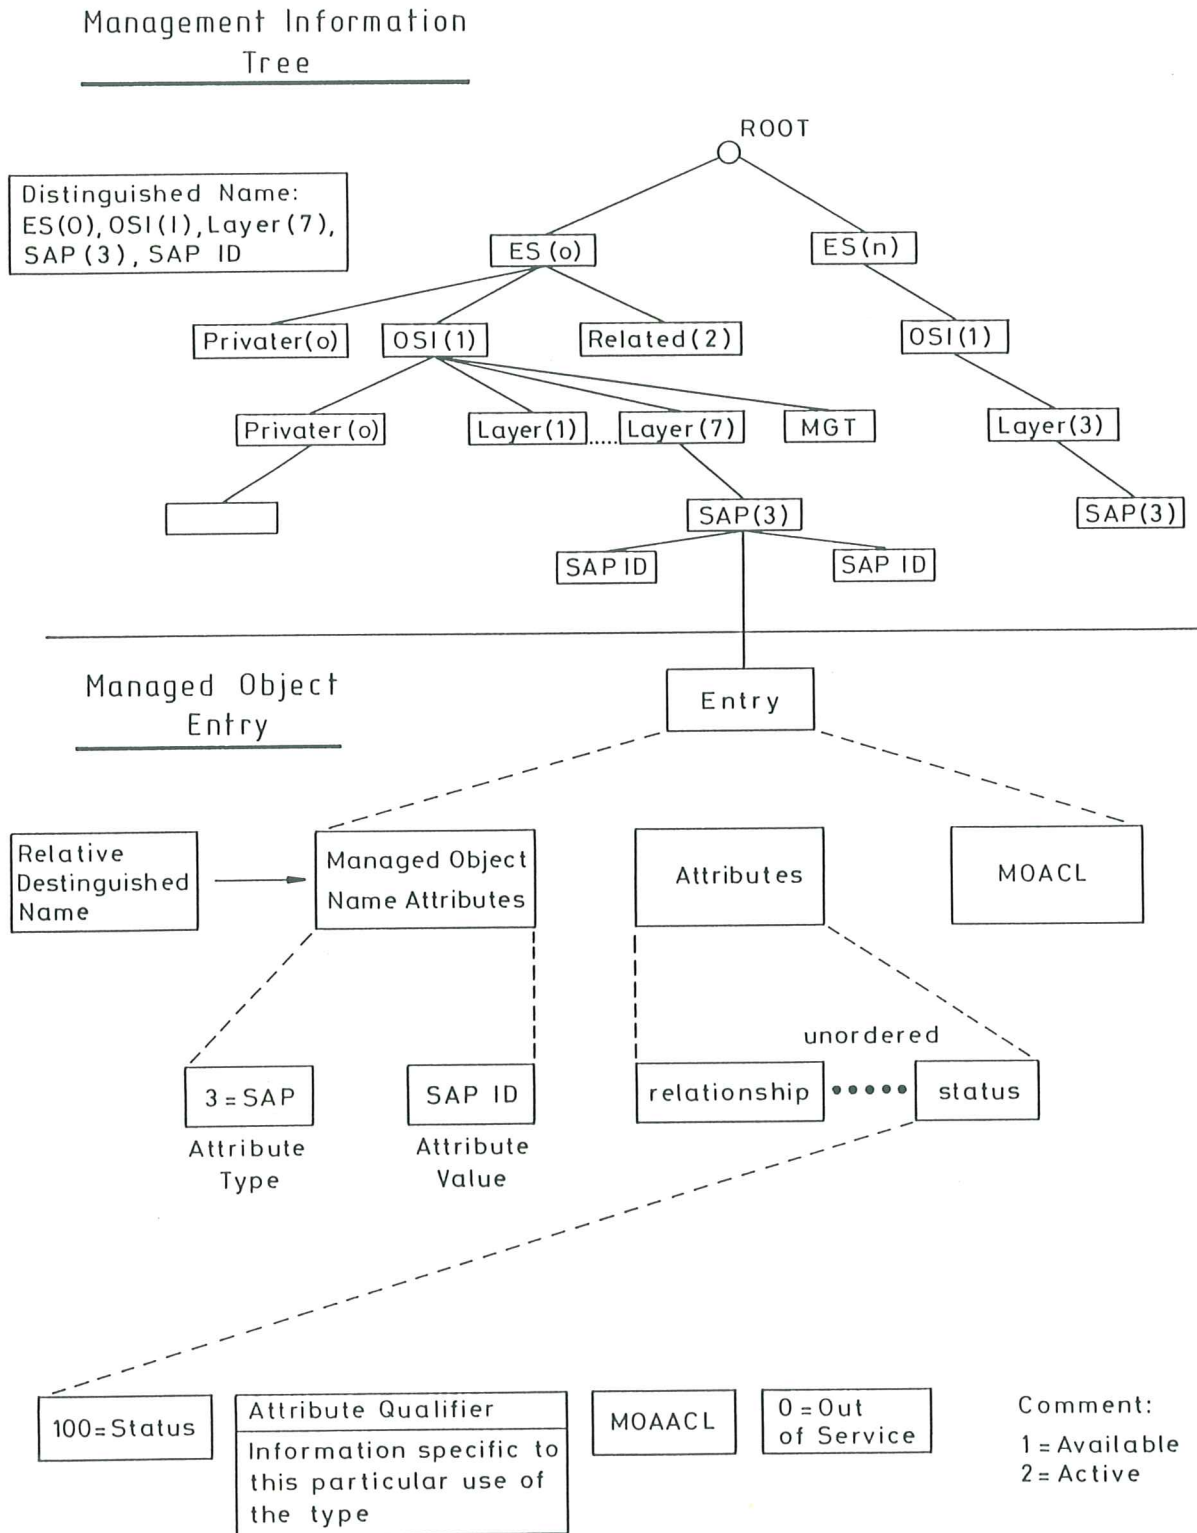 Management Information
Tree
ROOT
Distinguished Name:
ES(0), OSI(1), Layer(7),
SAP(3), SAP ID
ES(o)
ES(n)
Privater(o)
OSI(1)
Related(2)
OSI(1)
Privater(o)
Layer(1)
.....
Layer(7)
MGT
Layer(3)
SAP(3)
SAP(3)
SAP ID
SAP ID
Managed Object
Entry
Entry
Relative
Destinguished
Name
Managed Object
Name Attributes
Attributes
MOACL
unordered
3 = SAP
SAP ID
relationship
status
Attribute
Type
Attribute
Value
100=Status
Attribute Qualifier
Information specific to
this particular use of
the type
MOAACL
0 = Out
of Service
Comment:
1 = Available
2 = Active